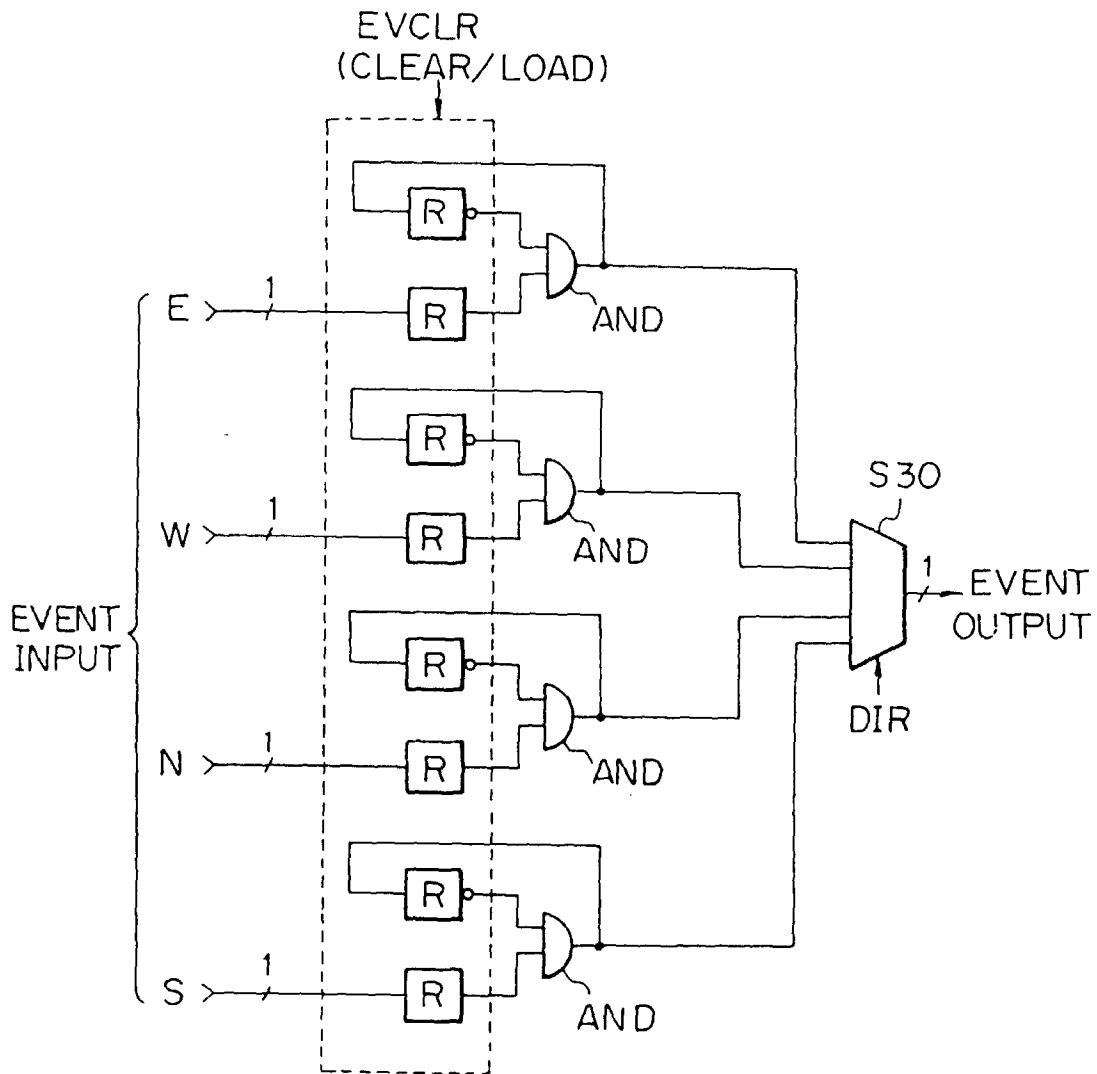 EVCLR
(CLEAR/LOAD)
R
E
1
R
AND
R
W
1
R
AND
S30
1
EVENT
OUTPUT
EVENT
INPUT
R
DIR
N
1
R
AND
R
S
1
R
AND